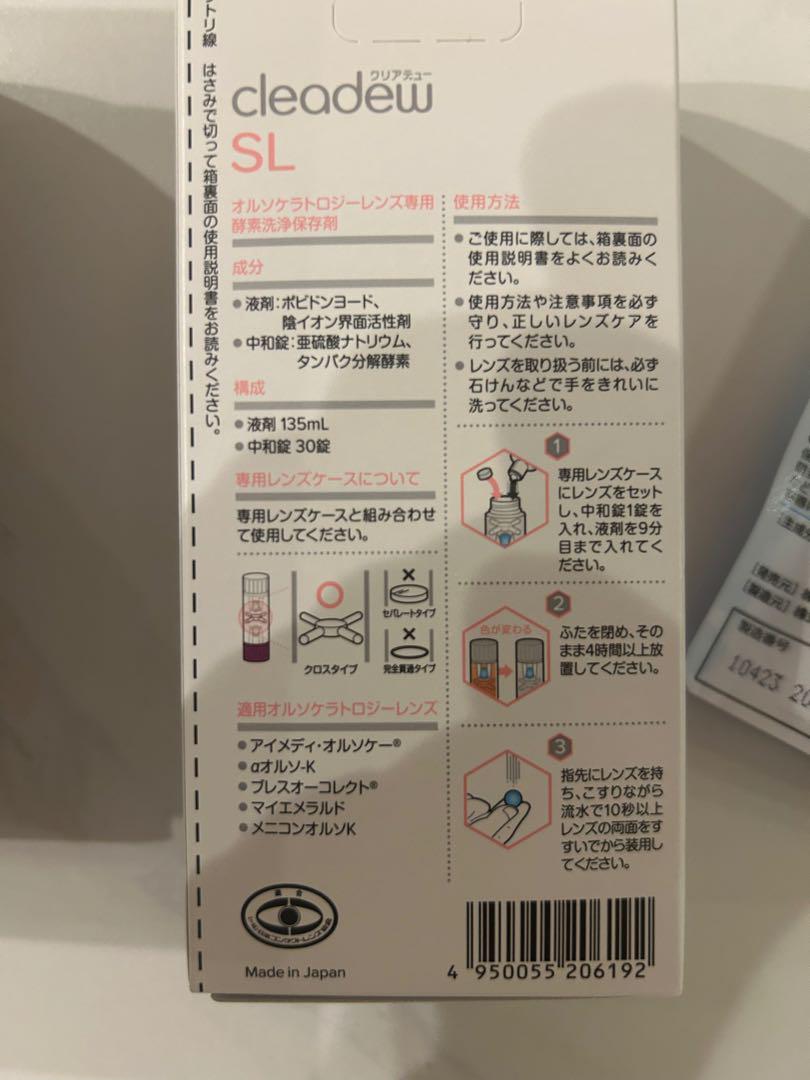 トリ線 はさみで切って箱裏面の使用説明書をお読みください。
クリアデュー
cleadew
SL
オルソケラトロジーレンズ専用
酵素洗浄保存剤
成分
●液剤:ポビドンヨード、
陰イオン界面活性剤
●中和錠:亜硫酸ナトリウム、
タンパク分解酵素
構成
●液剤 135mL
●中和錠 30錠
専用レンズケースについて
専用レンズケースと組み合わせ
て使用してください。
クロスタイプ
セパレートタイプ
完全貫通タイプ
適用オルソケラトロジーレンズ
●アイメディ・オルソケー®
●αオルソ-K
●ブレスオーコレクト®
●マイエメラルド
●メニコンオルソK
Made in Japan
使用方法
●ご使用に際しては、箱裏面の
使用説明書をよくお読みく
ださい。
●使用方法や注意事項を必ず
守り、正しいレンズケアを
行ってください。
●レンズを取り扱う前には、必ず
石けんなどで手をきれいに
洗ってください。
1
専用レンズケース
にレンズをセット
し、中和錠1錠を
入れ、液剤を9分
目まで入れてく
ださい。
2
色が変わる
ふたを閉め、その
まま4時間以上放
置してください。
3
指先にレンズを持
ち、こすりながら
流水で10秒以上
レンズの両面をす
すいでから装用し
てください。
4 950055 206192
[発売元]
[製造元] 株式
製造番号
10423 20